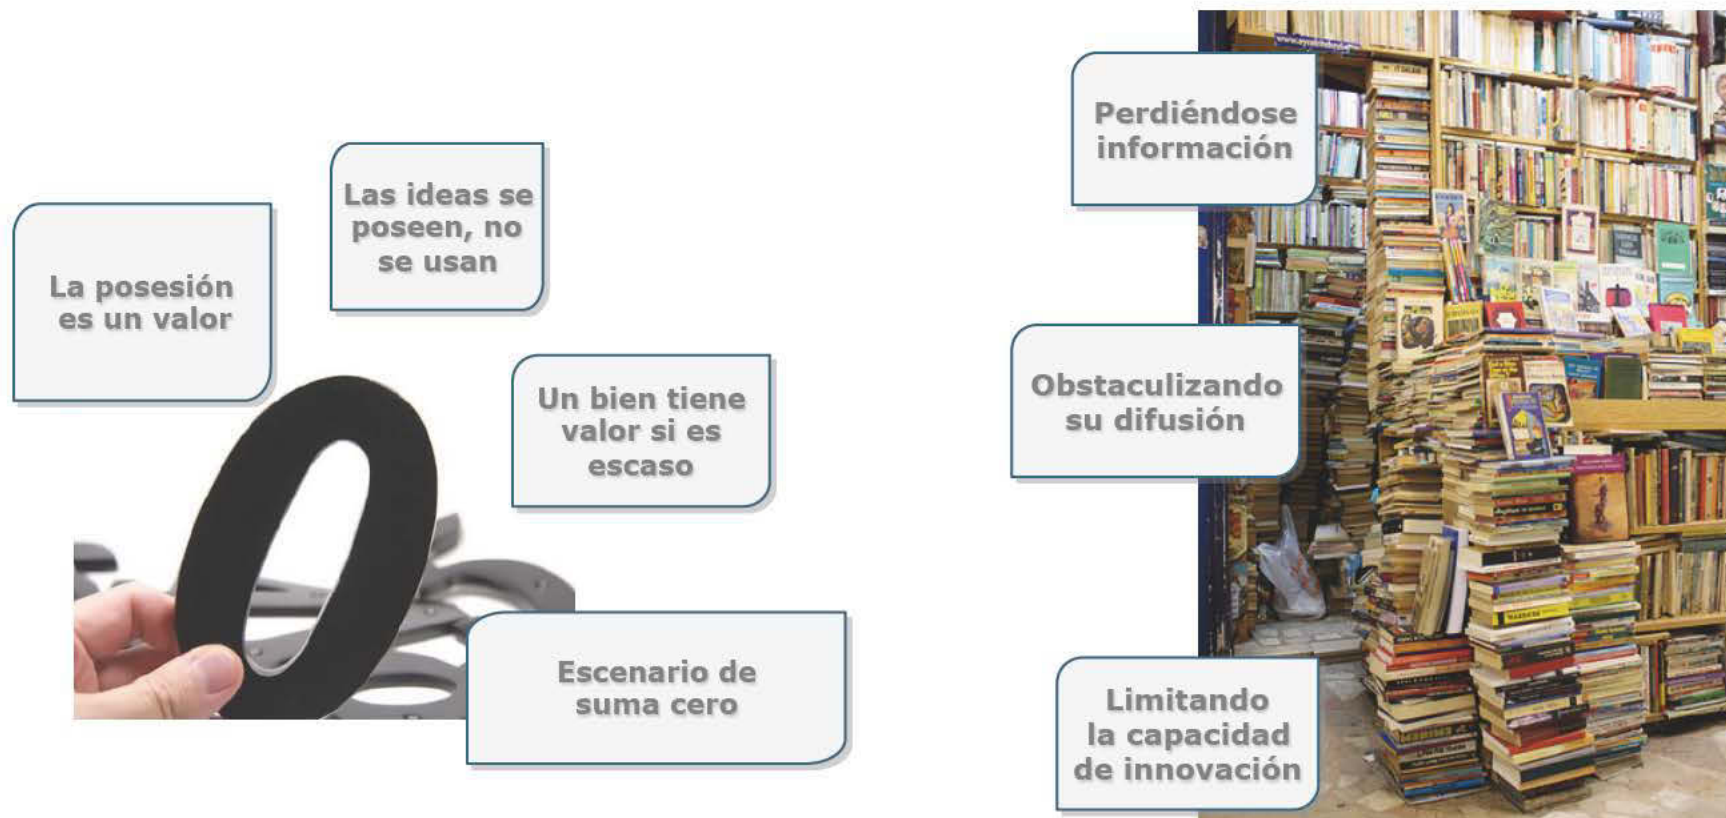 La posesión
es un valor
Las ideas se
poseen, no
se usan
Un bien tiene
valor si es
escaso
Escenario de
suma cero
Perdiéndose
información
Obstaculizando
su difusión
Limitando
la capacidad
de innovación